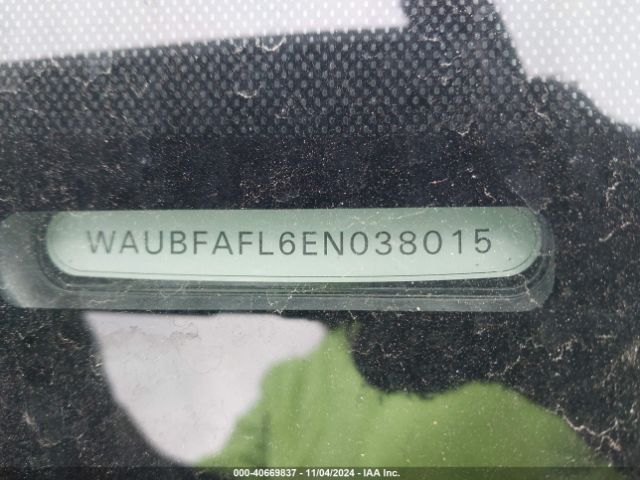 WAUBFAFL6EN038015
000-40669837 - 11/04/2024 - IAA Inc.